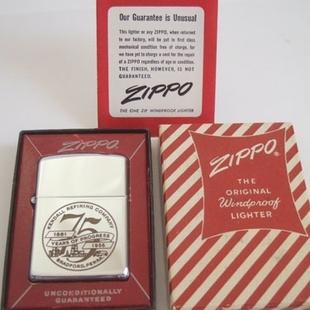 Our Guarantee is Unusual
This lighter or any ZIPPO, when returned
to our factory, will be put in first class
mechanical condition free of charge, for
we have yet to charge a cent for the repair
of a ZIPPO regardless of age or condition.
THE FINISH, HOWEVER, IS NOT
GUARANTEED.
ZIPPO
THE ONE ZIP WINDPROOF LIGHTER
ZIPPO
KENDALL REFINING COMPANY
75
1881 1956
YEARS OF PROGRESS
BRADFORD, PENNA.
UNCONDITIONALLY
GUARANTEED
ZIPPO
THE
ORIGINAL
Windproof
LIGHTER